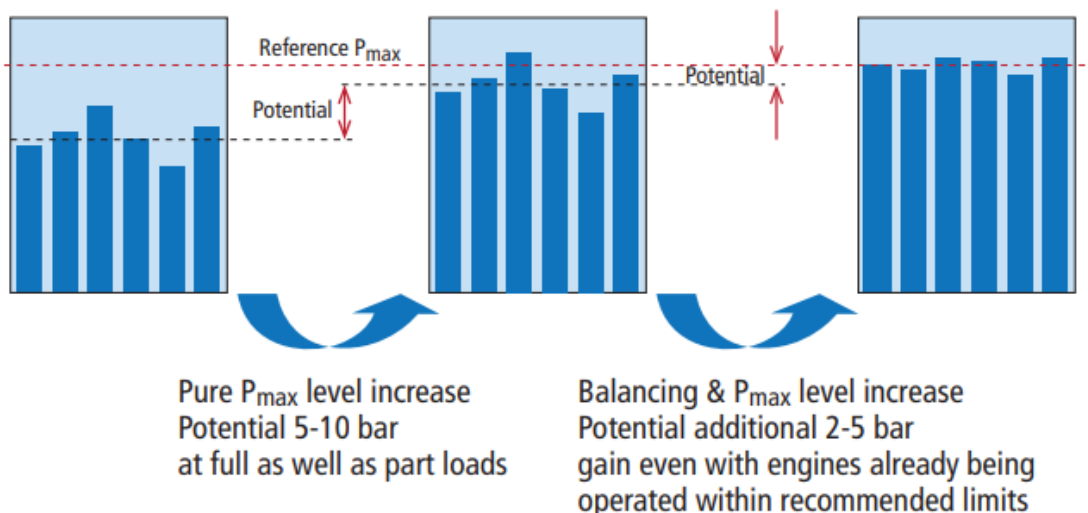 Reference Pmax
Potential
Potential
Pure Pmax level increase
Potential 5-10 bar
at full as well as part loads
Balancing & Pmax level increase
Potential additional 2-5 bar
gain even with engines already being
operated within recommended limits